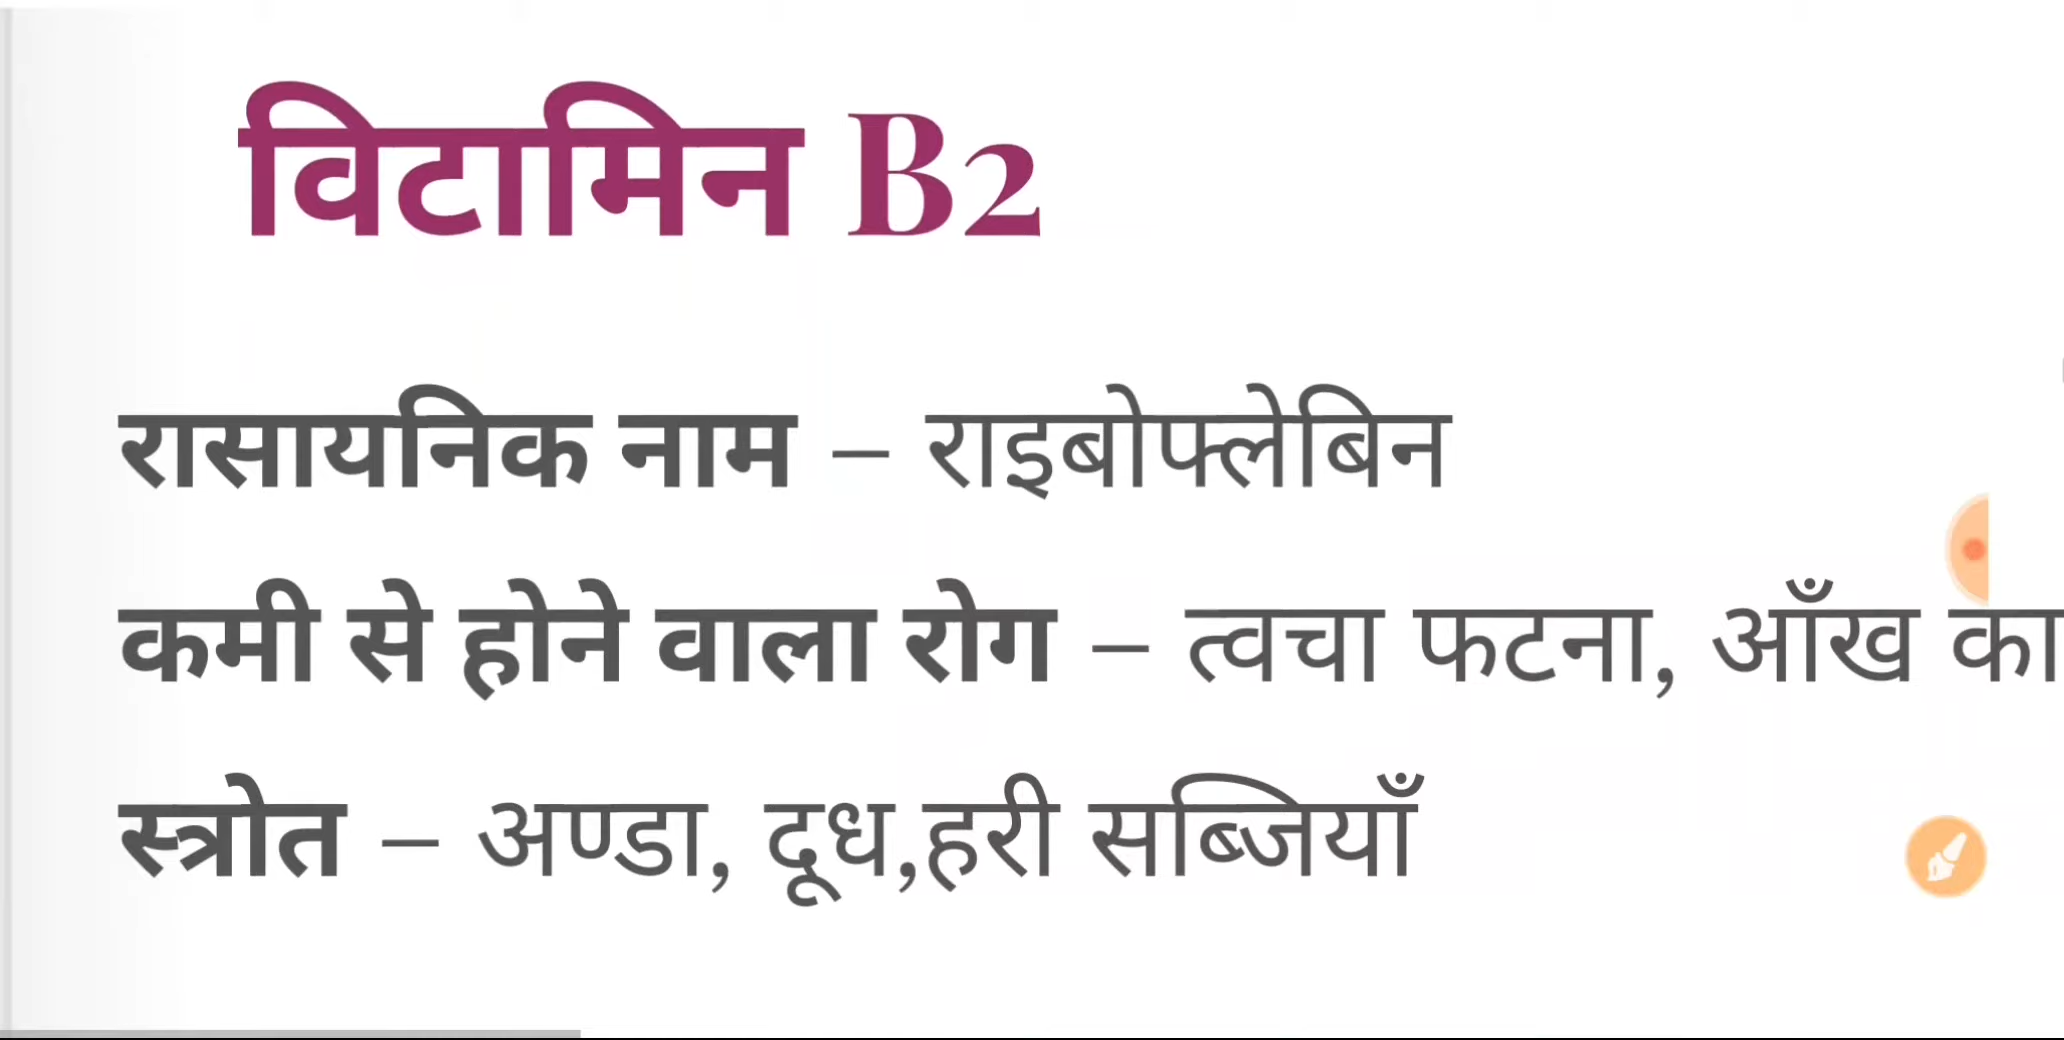 विटामिन B2
रासायनिक नाम – राइबोफ्लेबिन
कमी से होने वाला रोग – त्वचा फटना, आँख का
स्त्रोत – अण्डा, दूध,हरी सब्जियाँ